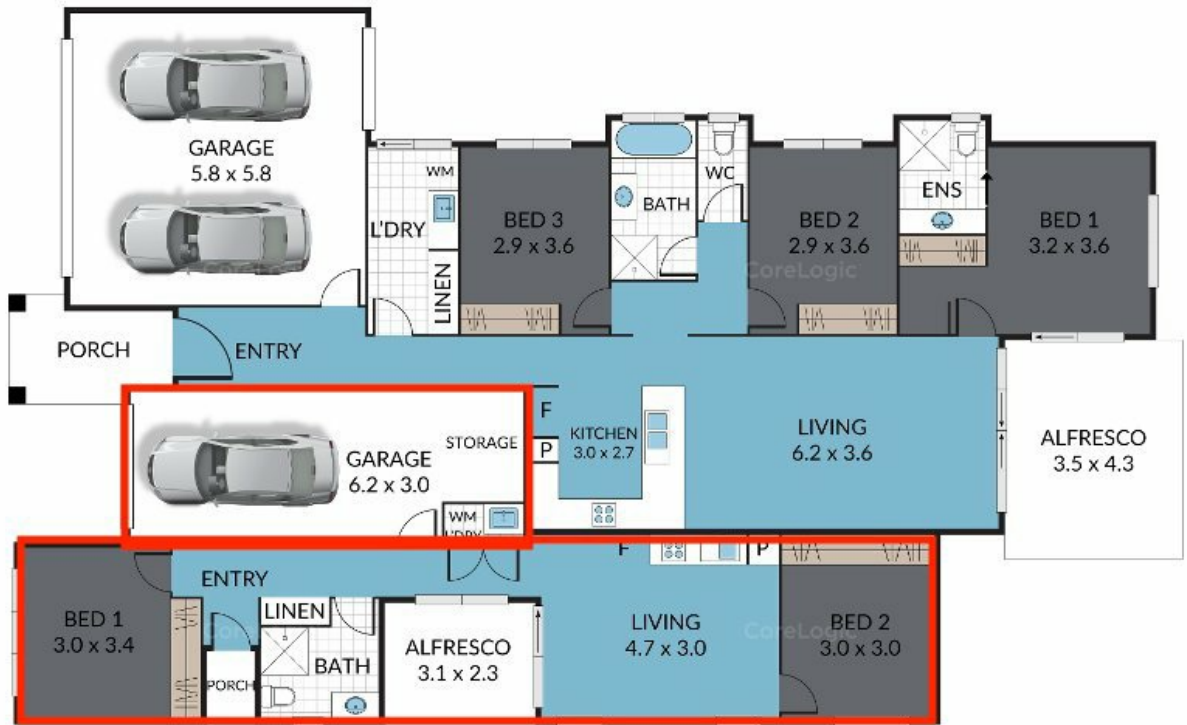 GARAGE
5.8 x 5.8
WM
L'DRY
LINEN
BED 3
2.9 x 3.6
BATH
WC
BED 2
2.9 x 3.6
CoreLogic
ENS
BED 1
3.2 x 3.6
PORCH
ENTRY
F
P
KITCHEN
3.0 x 2.7
LIVING
6.2 x 3.6
ALFRESCO
3.5 x 4.3
GARAGE
6.2 x 3.0
STORAGE
WM
L'DRY
BED 1
3.0 x 3.4
ENTRY
LINEN
CoreLogic
PORCH
BATH
ALFRESCO
3.1 x 2.3
F
P
LIVING
4.7 x 3.0
CoreLogic
BED 2
3.0 x 3.0